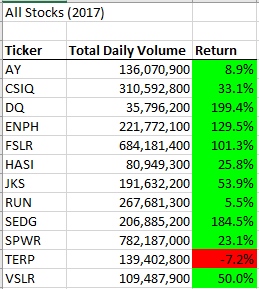 All Stocks (2017)
Ticker Total Daily Volume Return
AY 136,070,900 8.9%
CSIQ 310,592,800 33.1%
DQ 35,796,200 199.4%
ENPH 221,772,100 129.5%
FSLR 684,181,400 101.3%
HASI 80,949,300 25.8%
JKS 191,632,200 53.9%
RUN 267,681,300 5.5%
SEDG 206,885,200 184.5%
SPWR 782,187,000 23.1%
TERP 139,402,800 -7.2%
VSLR 109,487,900 50.0%